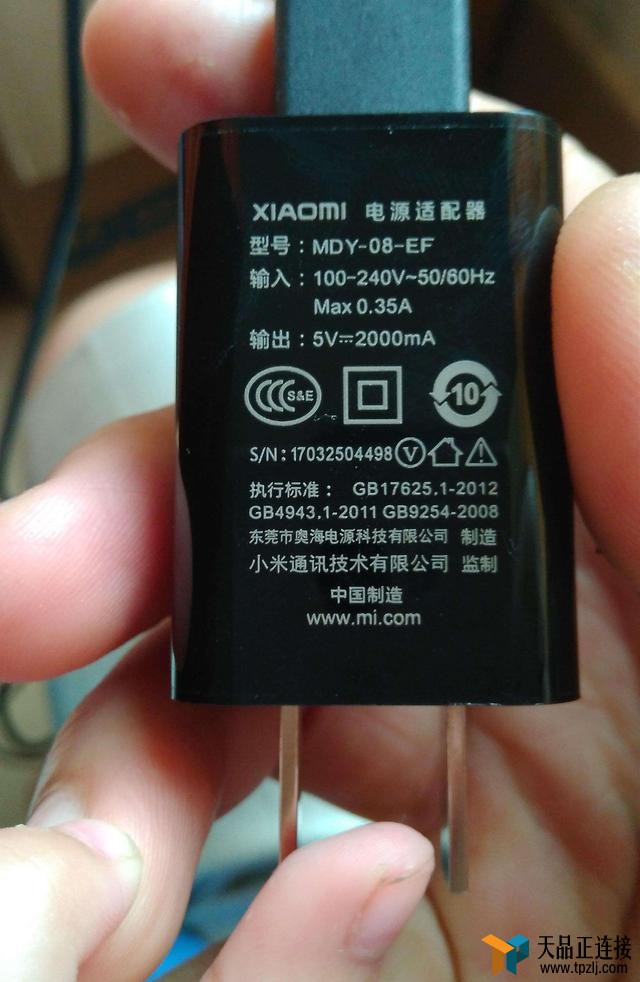 XIAOMI 电源适配器
型号：MDY-08-EF
输入：100-240V~50/60Hz
Max 0.35A
输出：5V⎓2000mA
CCC S&E 10
S/N: 17032504498 V
执行标准： GB17625.1-2012
GB4943.1-2011 GB9254-2008
东莞市奥海电源科技有限公司 制造
小米通讯技术有限公司 监制
中国制造
www.mi.com
天品正连接
www.tpzlj.com